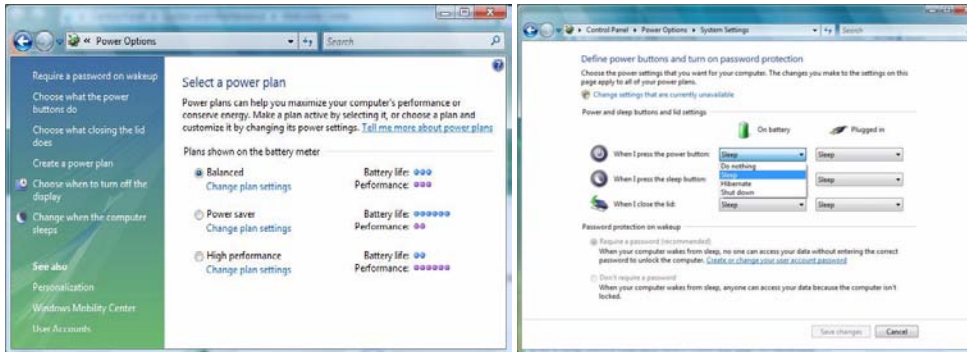 Power Options
Search
Require a password on wakeup
Choose what the power
buttons do
Choose what closing the lid
does
Create a power plan
Choose when to turn off the
display
Change when the computer
sleeps
See also
Personalization
Windows Mobility Center
User Accounts
Select a power plan
Power plans can help you maximize your computer's performance or
conserve energy. Make a plan active by selecting it, or choose a plan and
customize it by changing its power settings. Tell me more about power plans
Plans shown on the battery meter
Balanced Battery life:
Change plan settings Performance:
Power saver Battery life:
Change plan settings Performance:
High performance Battery life:
Change plan settings Performance:
Control Panel Power Options System Settings
Search
Define power buttons and turn on password protection
Choose the power settings that you want for your computer. The changes you make to the settings on this
page apply to all of your power plans.
Change settings that are currently unavailable
Power and sleep buttons and lid settings
On battery Plugged in
When I press the power button: Sleep Sleep
Do nothing
Sleep
Hibernate
Shut down
When I press the sleep button: Sleep
When I close the lid: Sleep Sleep
Password protection on wakeup
Require a password (recommended)
When your computer wakes from sleep, no one can access your data without entering the correct
password to unlock the computer. Create or change your user account password
Don't require a password
When your computer wakes from sleep, anyone can access your data because the computer isn't
locked.
Save changes Cancel